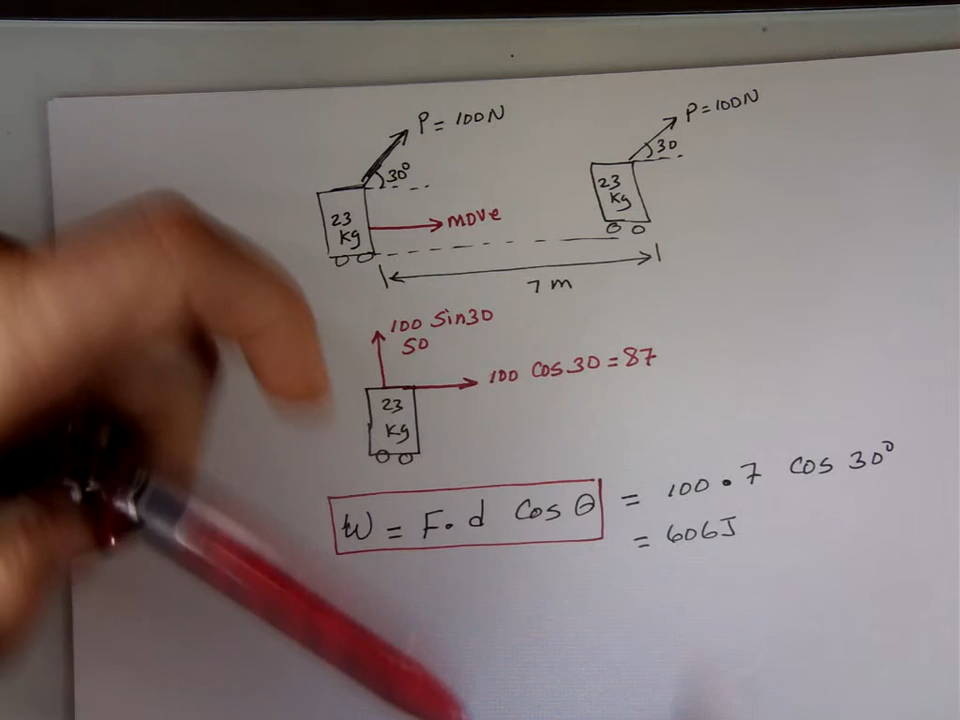 P = 100N
30°
23
kg
move
P = 100N
30
23
kg
7 m
100 Sin30
50
100 cos 30 = 87
23
kg
W = F . d cos θ = 100 . 7 cos 30°
= 606J